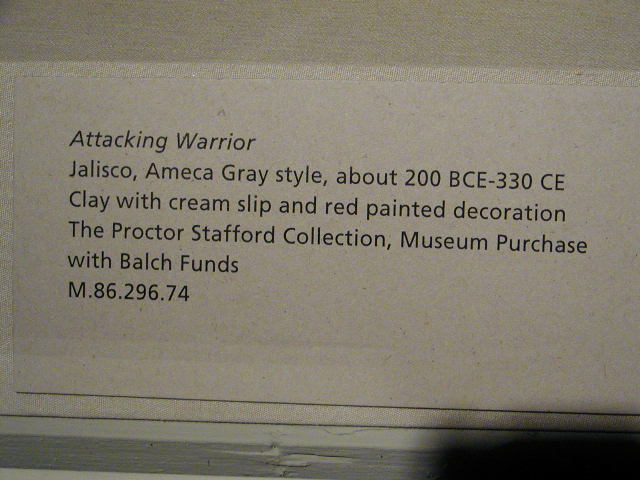 Attacking Warrior
Jalisco, Ameca Gray style, about 200 BCE-330 CE
Clay with cream slip and red painted decoration
The Proctor Stafford Collection, Museum Purchase
with Balch Funds
M.86.296.74